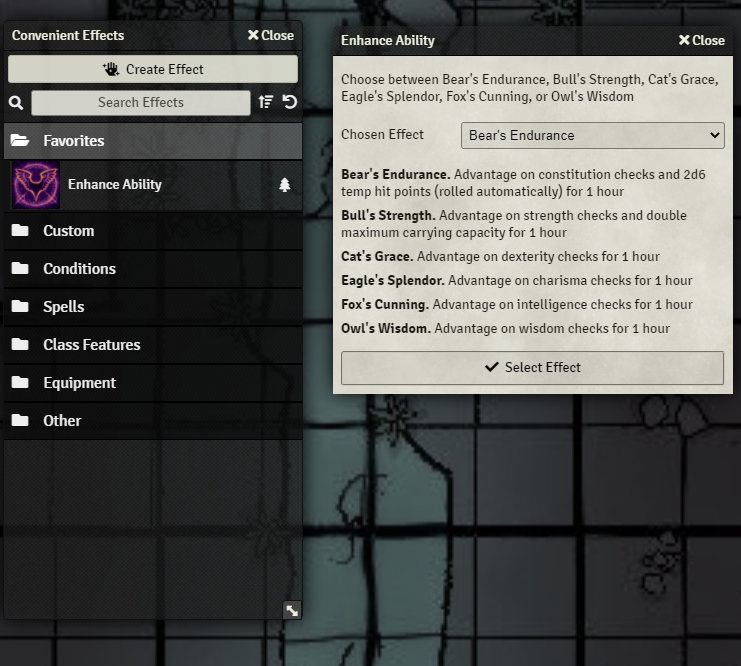 Convenient Effects
Close
Create Effect
Search Effects
Favorites
Enhance Ability
Custom
Conditions
Spells
Class Features
Equipment
Other
Enhance Ability
Close
Choose between Bear's Endurance, Bull's Strength, Cat's Grace,
Eagle's Splendor, Fox's Cunning, or Owl's Wisdom
Chosen Effect
Bear's Endurance
Bear's Endurance. Advantage on constitution checks and 2d6
temp hit points (rolled automatically) for 1 hour
Bull's Strength. Advantage on strength checks and double
maximum carrying capacity for 1 hour
Cat's Grace. Advantage on dexterity checks for 1 hour
Eagle's Splendor. Advantage on charisma checks for 1 hour
Fox's Cunning. Advantage on intelligence checks for 1 hour
Owl's Wisdom. Advantage on wisdom checks for 1 hour
Select Effect